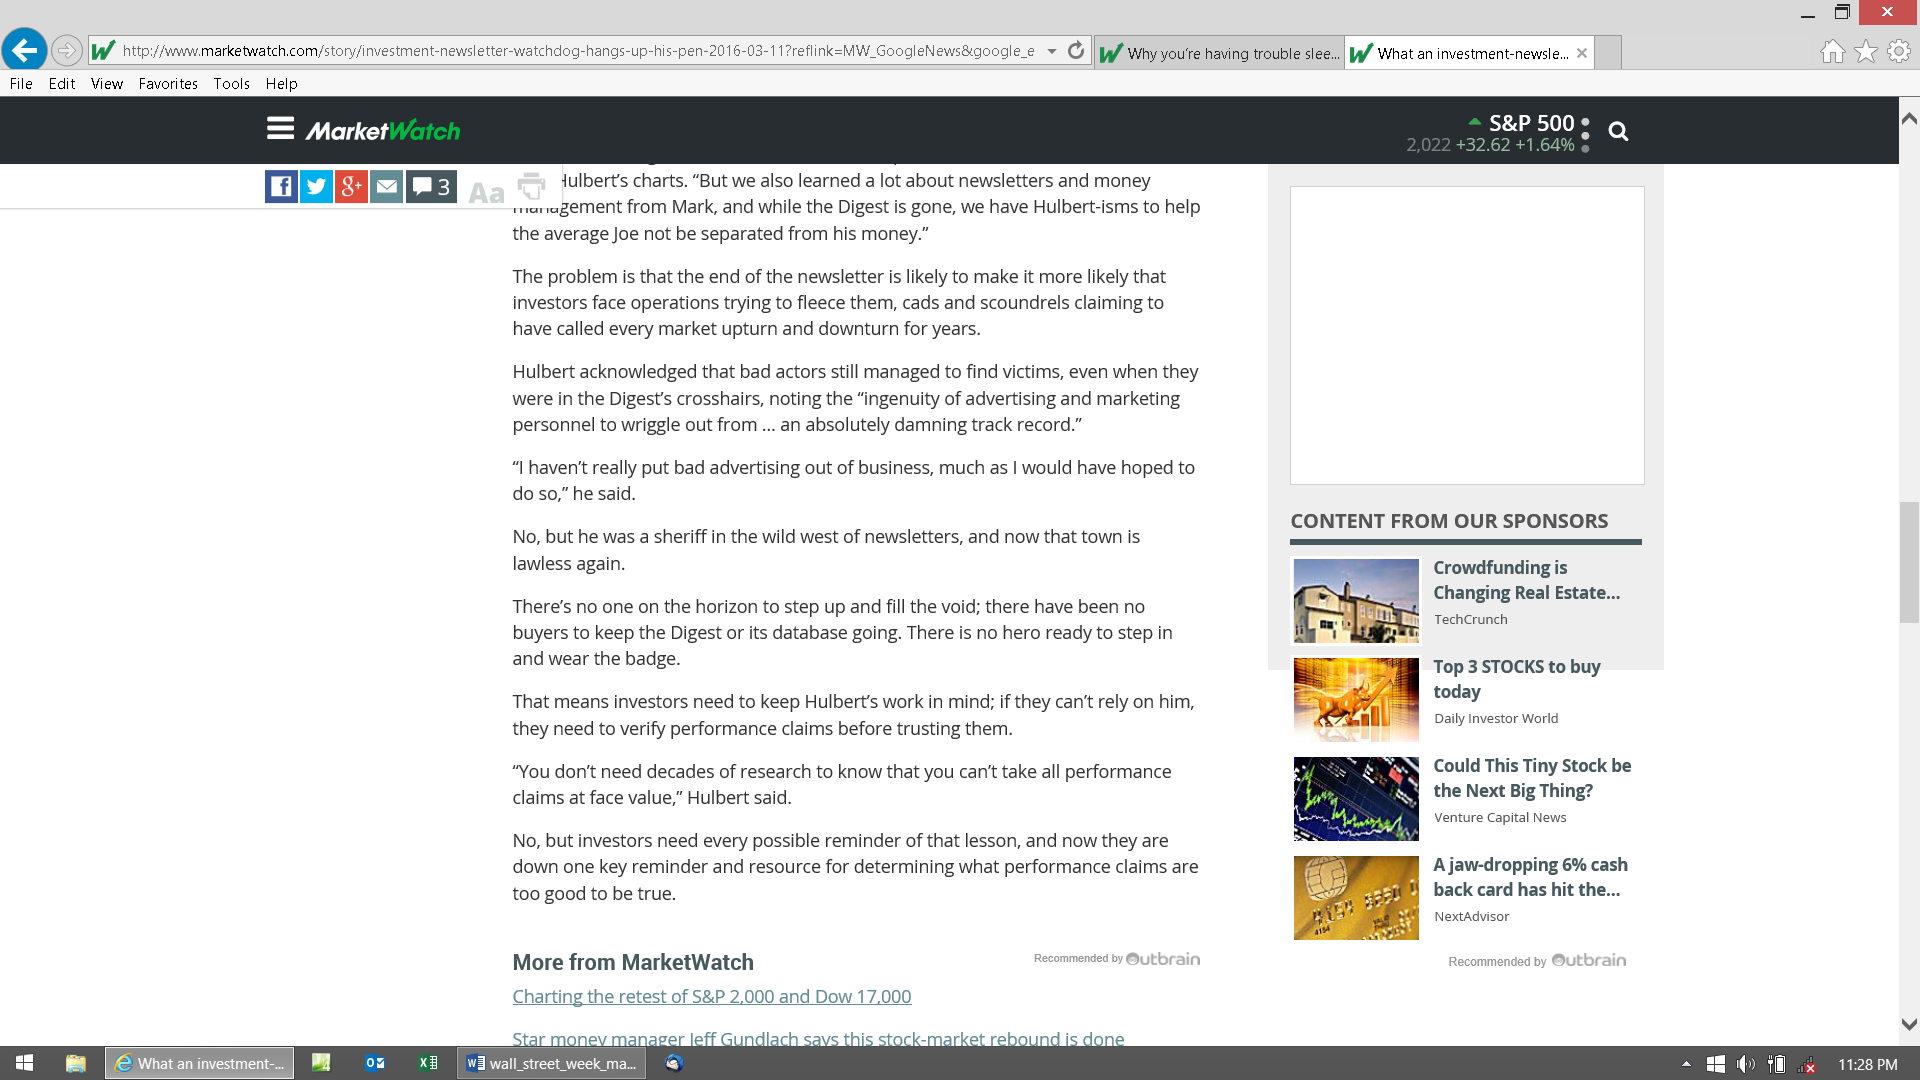 http://www.marketwatch.com/story/investment-newsletter-watchdog-hangs-up-his-pen-2016-03-11?reflink=MW_GoogleNews&google_e
Why you're having trouble slee...
What an investment-newsle...
File Edit View Favorites Tools Help
MarketWatch
S&P 500
2,022 +32.62 +1.64%
3
Aa
Hulbert's charts. “But we also learned a lot about newsletters and money
management from Mark, and while the Digest is gone, we have Hulbert-isms to help
the average Joe not be separated from his money.”
The problem is that the end of the newsletter is likely to make it more likely that
investors face operations trying to fleece them, cads and scoundrels claiming to
have called every market upturn and downturn for years.
Hulbert acknowledged that bad actors still managed to find victims, even when they
were in the Digest’s crosshairs, noting the “ingenuity of advertising and marketing
personnel to wriggle out from ... an absolutely damning track record.”
“I haven’t really put bad advertising out of business, much as I would have hoped to
do so,” he said.
No, but he was a sheriff in the wild west of newsletters, and now that town is
lawless again.
There’s no one on the horizon to step up and fill the void; there have been no
buyers to keep the Digest or its database going. There is no hero ready to step in
and wear the badge.
That means investors need to keep Hulbert’s work in mind; if they can’t rely on him,
they need to verify performance claims before trusting them.
“You don’t need decades of research to know that you can’t take all performance
claims at face value,” Hulbert said.
No, but investors need every possible reminder of that lesson, and now they are
down one key reminder and resource for determining what performance claims are
too good to be true.
More from MarketWatch
Recommended by Outbrain
Charting the retest of S&P 2,000 and Dow 17,000
Star money manager Jeff Gundlach says this stock-market rebound is done
CONTENT FROM OUR SPONSORS
Crowdfunding is
Changing Real Estate...
TechCrunch
Top 3 STOCKS to buy
today
Daily Investor World
Could This Tiny Stock be
the Next Big Thing?
Venture Capital News
A jaw-dropping 6% cash
back card has hit the...
NextAdvisor
Recommended by Outbrain
What an investment-...
wall_street_week_ma...
11:28 PM